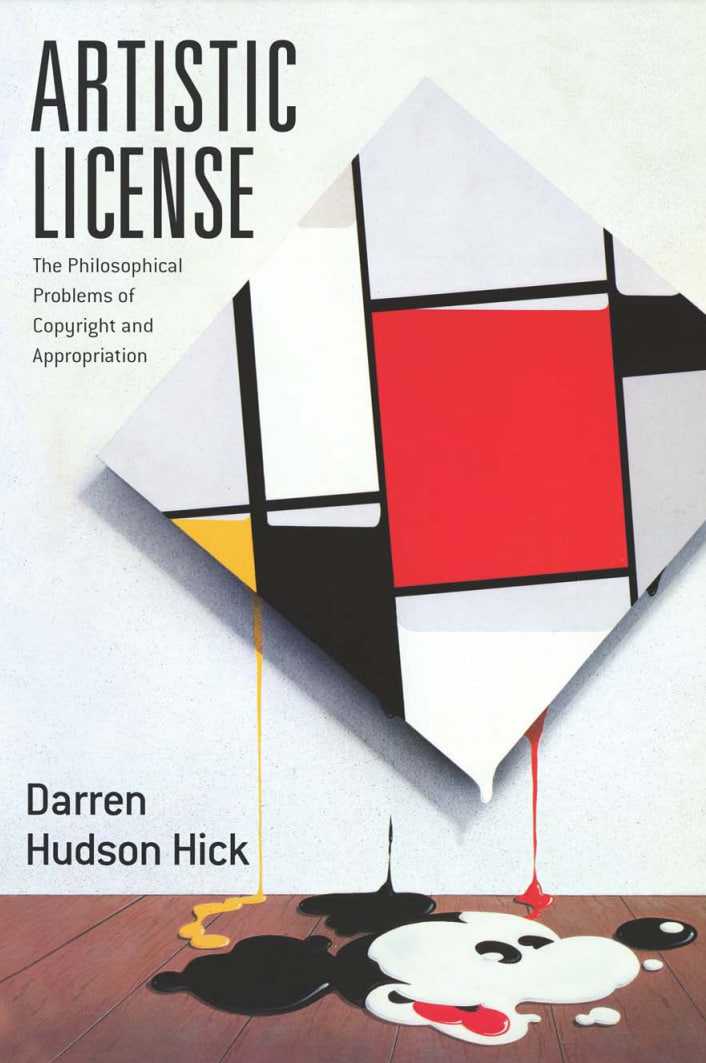 ARTISTIC
LICENSE
The Philosophical
Problems of
Copyright and
Appropriation
Darren
Hudson Hick